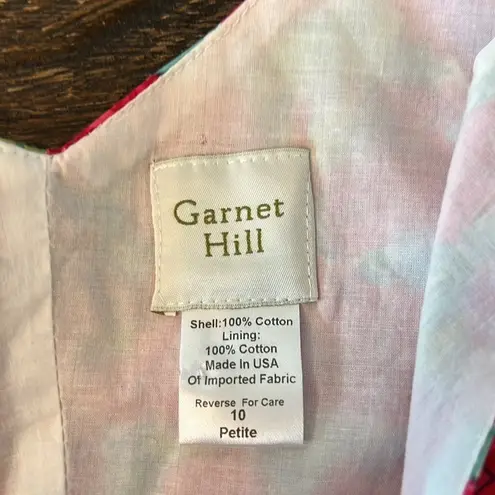 Garnet
Hill
Shell:100% Cotton
Lining:
100% Cotton
Made In USA
Of Imported Fabric
Reverse For Care
10
Petite